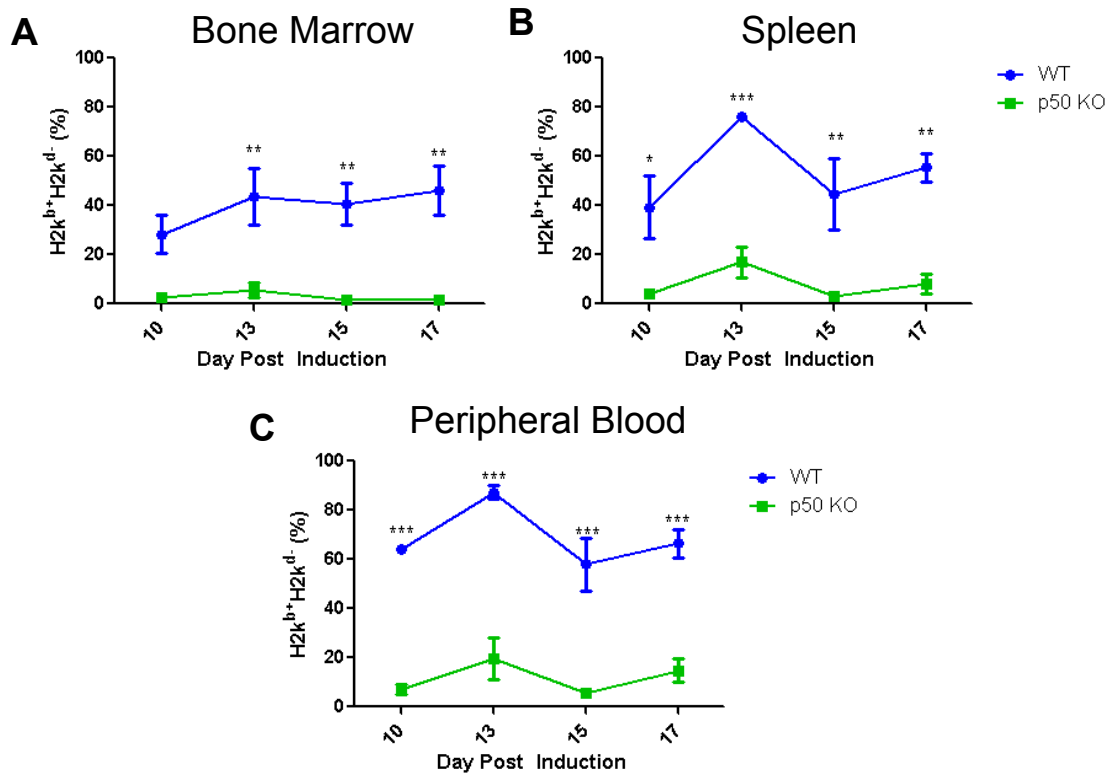 A Bone Marrow
H2k^b+H2k^d- (%)
100
80
60
40
20
0
** ** **
10 13 15 17
Day Post Induction
B Spleen
H2k^b+H2k^d- (%)
100
80
60
40
20
0
* *** ** **
10 13 15 17
Day Post Induction
WT
p50 KO
C Peripheral Blood
H2k^b+H2k^d- (%)
100
80
60
40
20
0
*** *** *** ***
10 13 15 17
Day Post Induction
WT
p50 KO